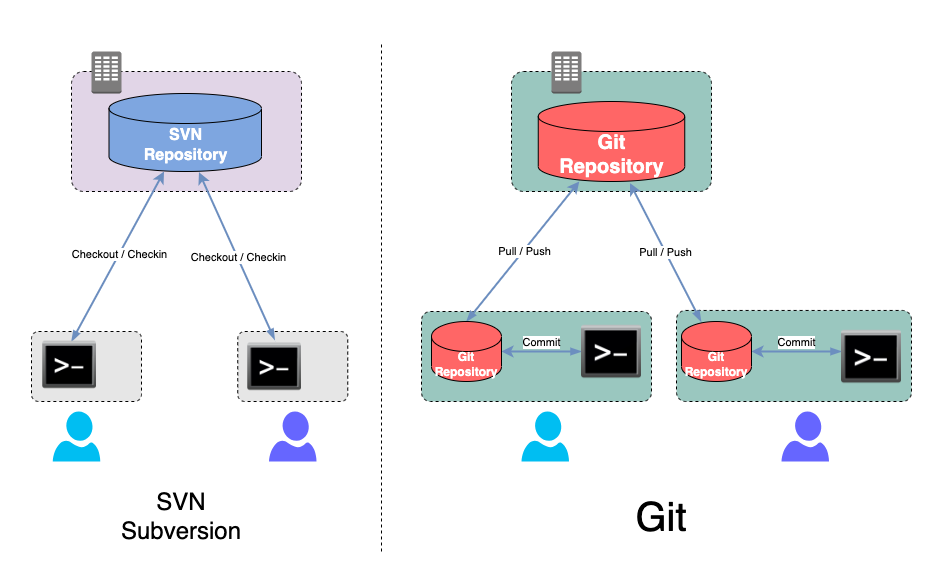 SVN
Repository
Checkout / Checkin
Checkout / Checkin
>_
>_
SVN
Subversion
Git
Repository
Pull / Push
Pull / Push
Git
Repository
Commit
>_
Git
Repository
Commit
>_
Git